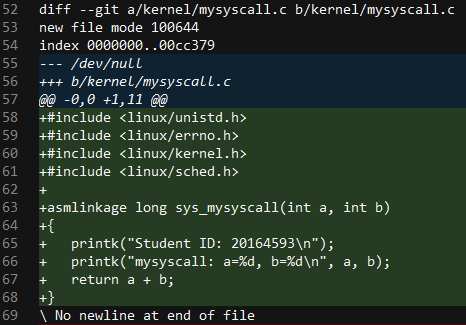 52 diff --git a/kernel/mysyscall.c b/kernel/mysyscall.c
53 new file mode 100644
54 index 0000000..00cc379
55 --- /dev/null
56 +++ b/kernel/mysyscall.c
57 @@ -0,0 +1,11 @@
58 +#include <linux/unistd.h>
59 +#include <linux/errno.h>
60 +#include <linux/kernel.h>
61 +#include <linux/sched.h>
62 +
63 +asmlinkage long sys_mysyscall(int a, int b)
64 +{
65 +   printk("Student ID: 20164593\n");
66 +   printk("mysyscall: a=%d, b=%d\n", a, b);
67 +   return a + b;
68 +}
69 \ No newline at end of file